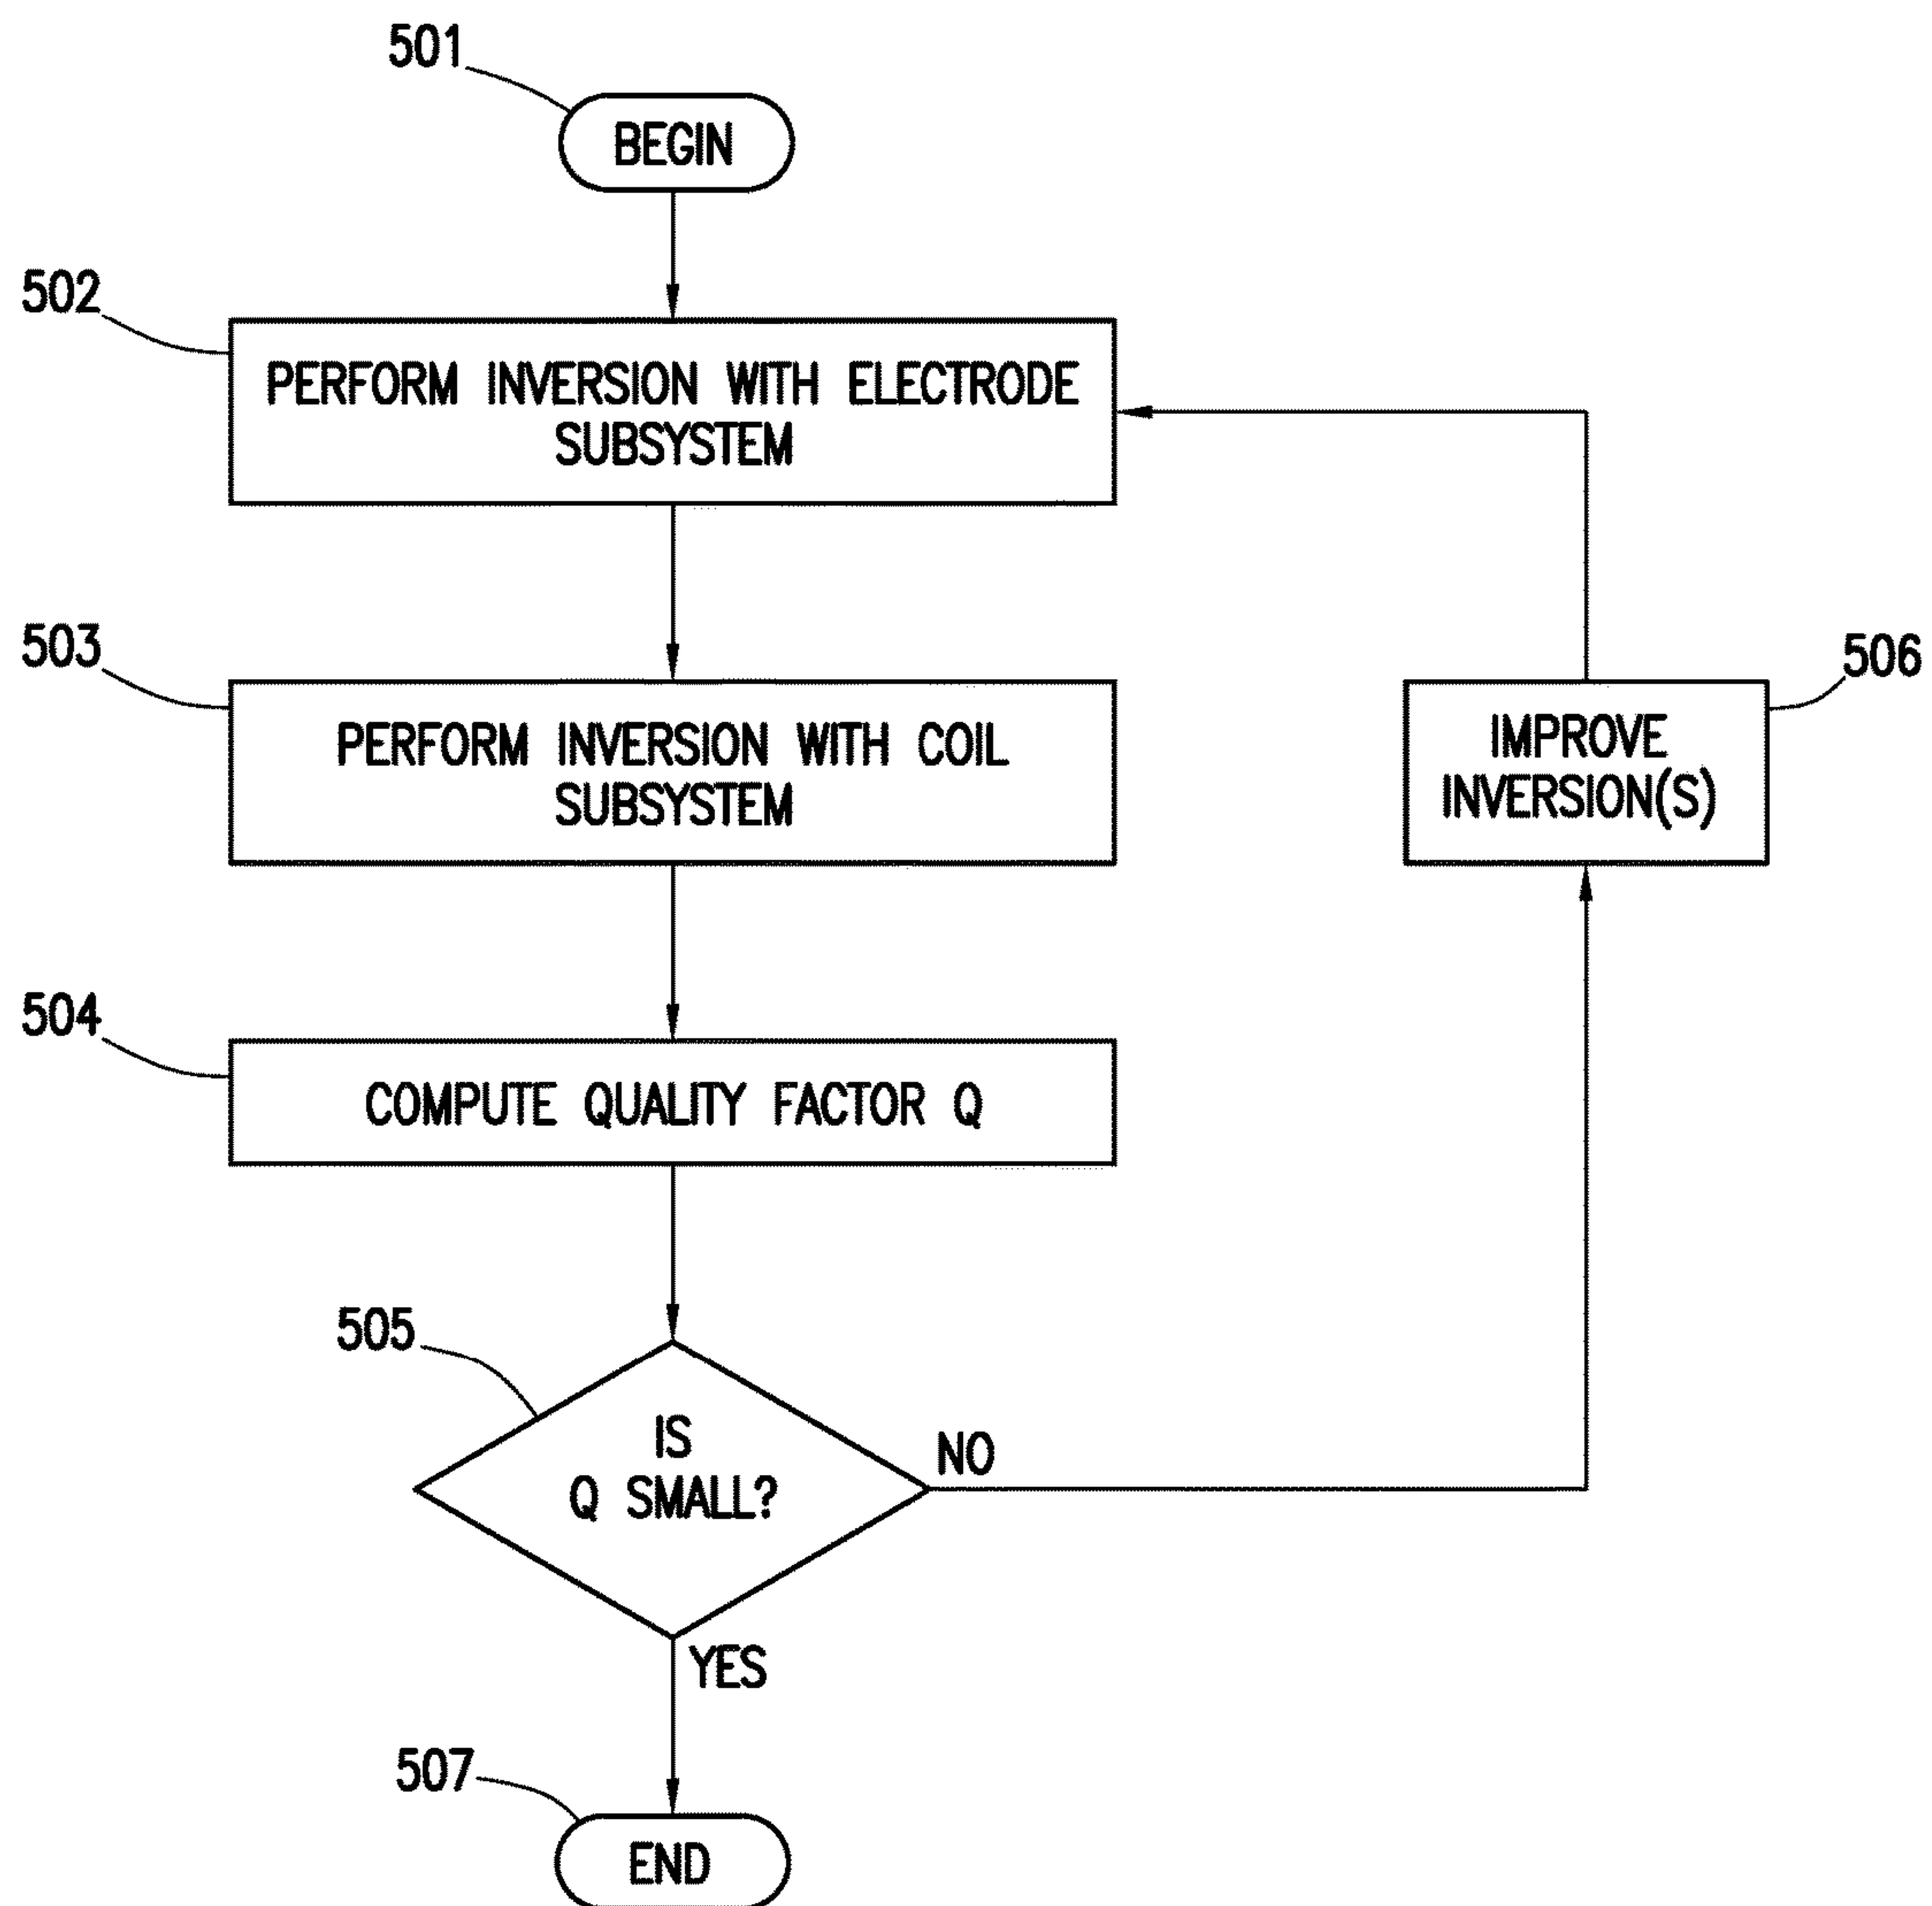 501
BEGIN
502
PERFORM INVERSION WITH ELECTRODE
SUBSYSTEM
503
PERFORM INVERSION WITH COIL
SUBSYSTEM
506
IMPROVE
INVERSION(S)
504
COMPUTE QUALITY FACTOR Q
505
IS
Q SMALL?
NO
YES
507
END